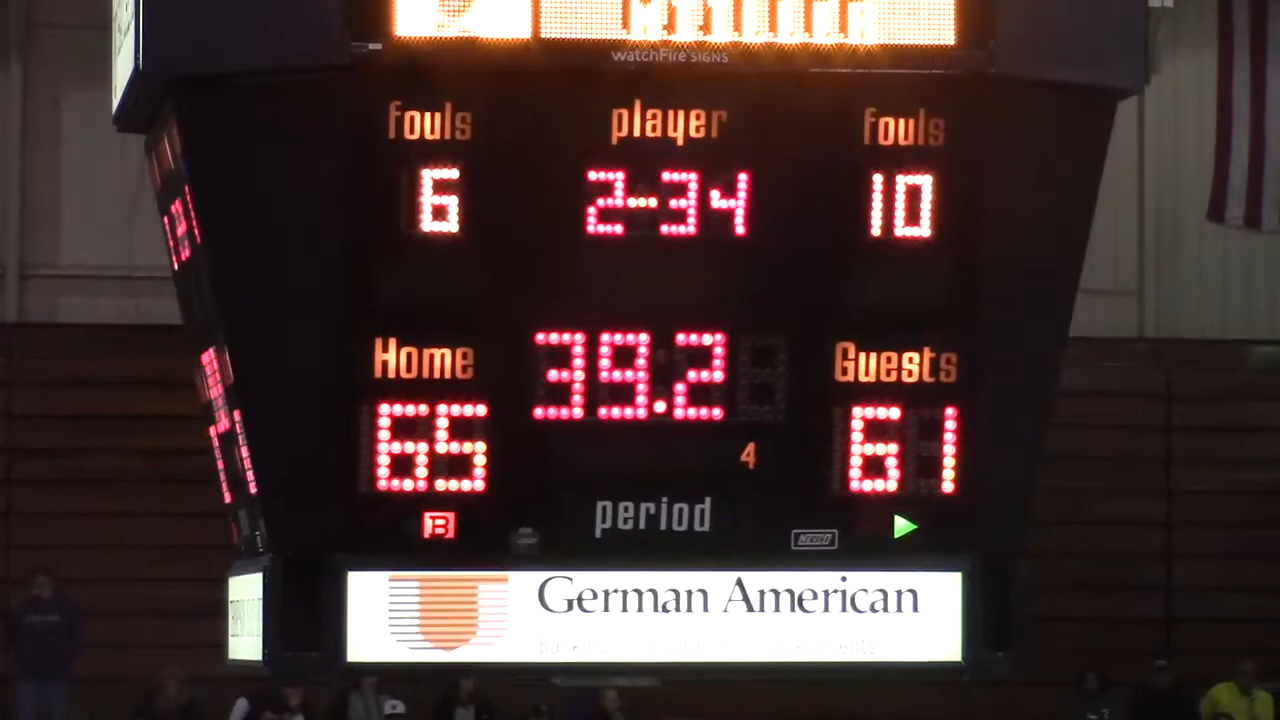 watchFire SIGNS
fouls player fouls
6 2-34 10
Home 39.2 Guests
65 61
4
B period
German American